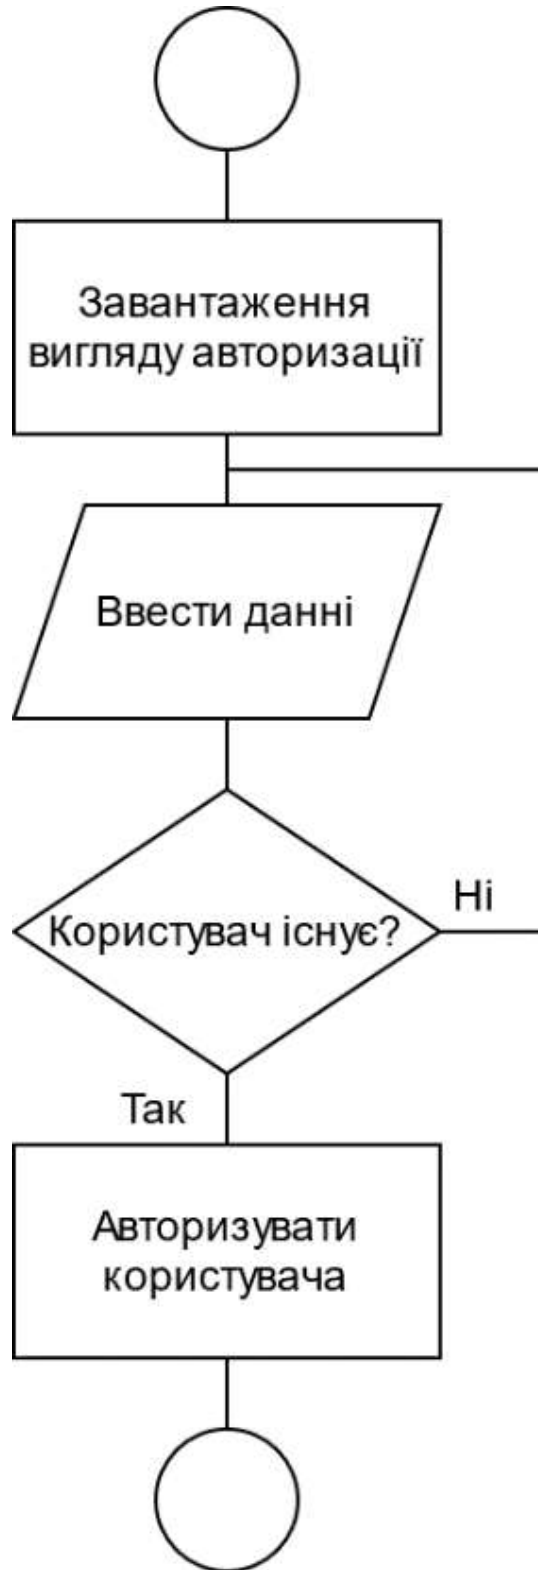 Завантаження
вигляду авторизації
Ввести данні
Користувач існує?
Ні
Так
Авторизувати
користувача